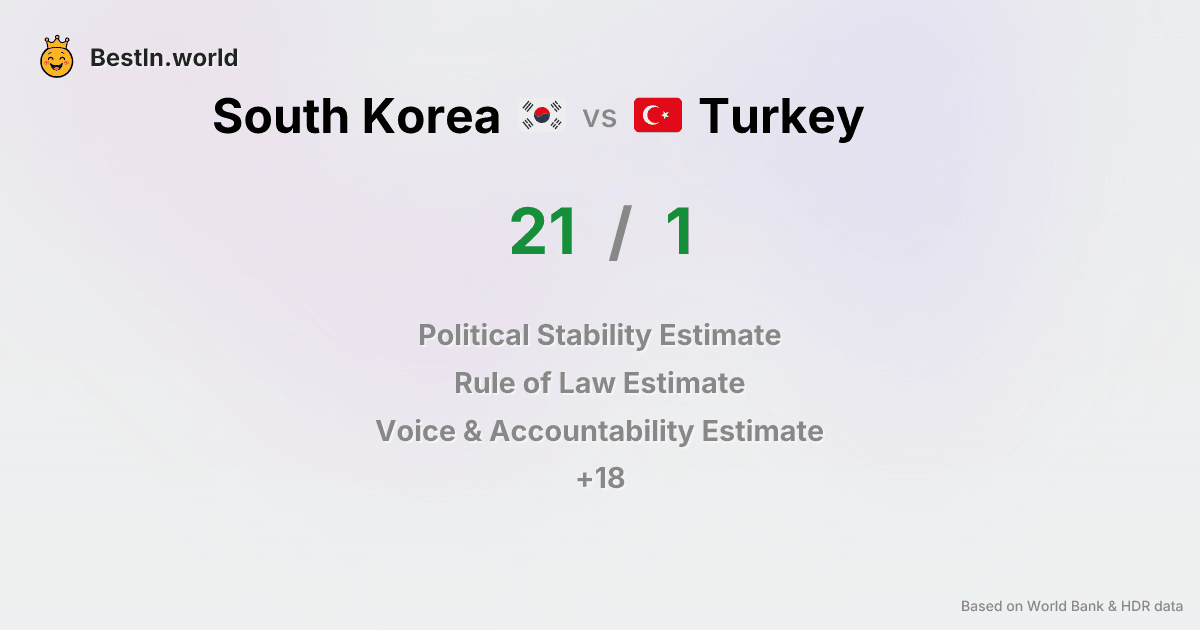 BestIn.world
South Korea vs Turkey
21 / 1
Political Stability Estimate
Rule of Law Estimate
Voice & Accountability Estimate
+18
Based on World Bank & HDR data